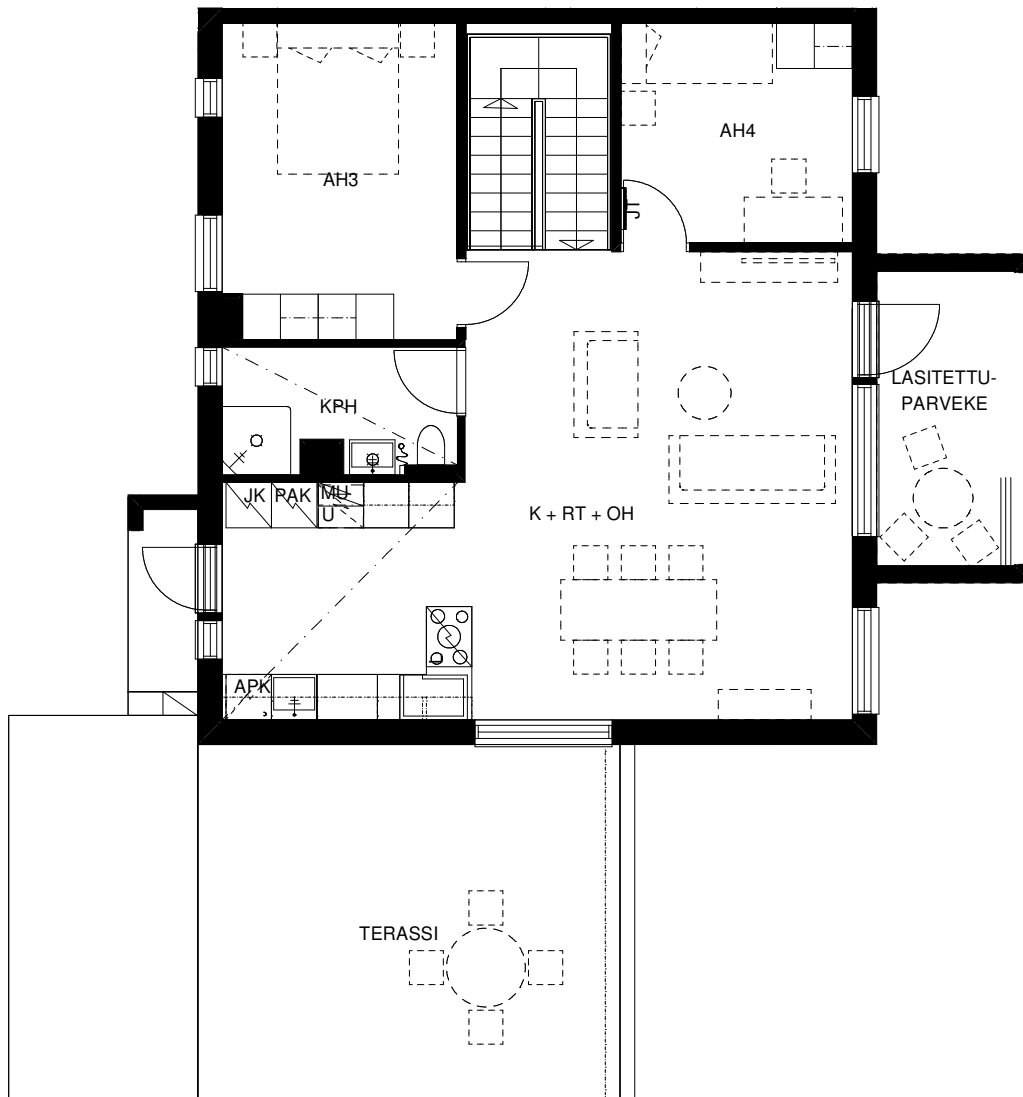 AH4
AH3
JT
LASITETTU-
PARVEKE
KPH
JK PAK MU
U
K + RT + OH
APK
TERASSI